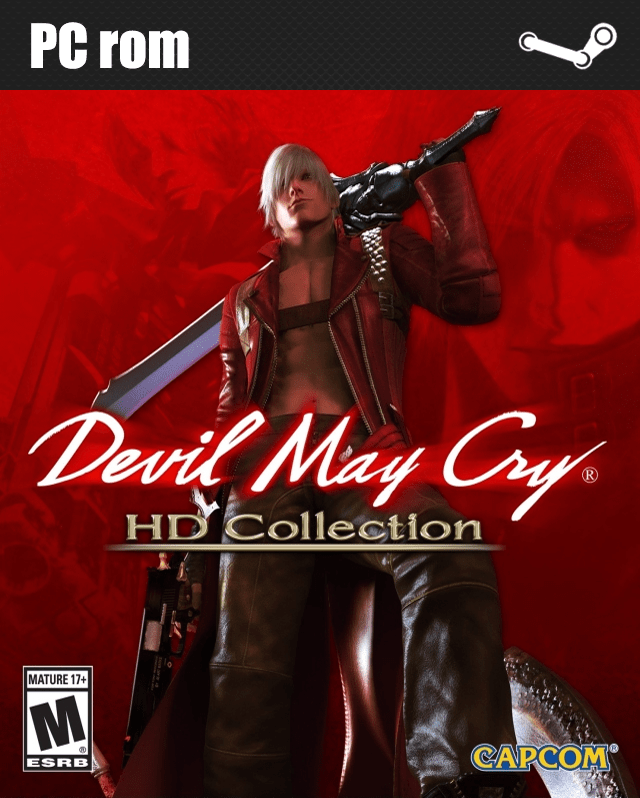 PC rom
Devil May Cry®
HD Collection
MATURE 17+
M®
ESRB
CAPCOM®